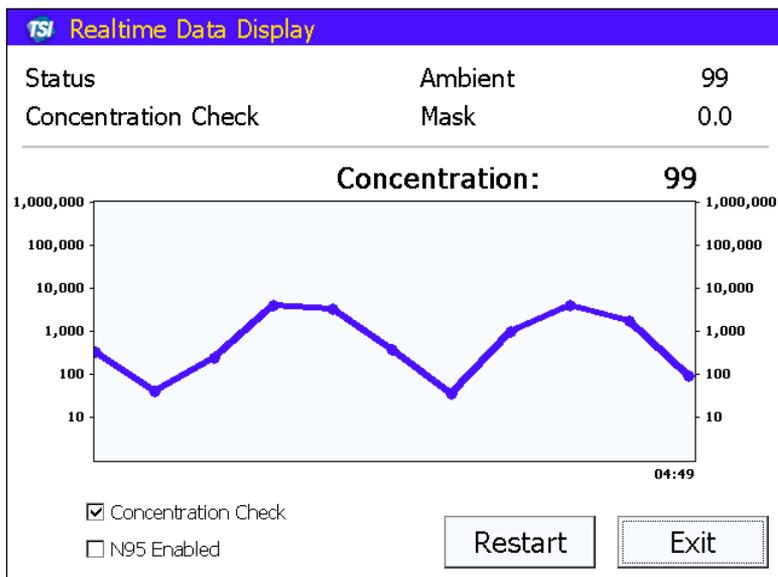 TSI Realtime Data Display
Status Ambient 99
Concentration Check Mask 0.0
Concentration: 99
1,000,000 1,000,000
100,000 100,000
10,000 10,000
1,000 1,000
100 100
10 10
04:49
Concentration Check
N95 Enabled
Restart Exit